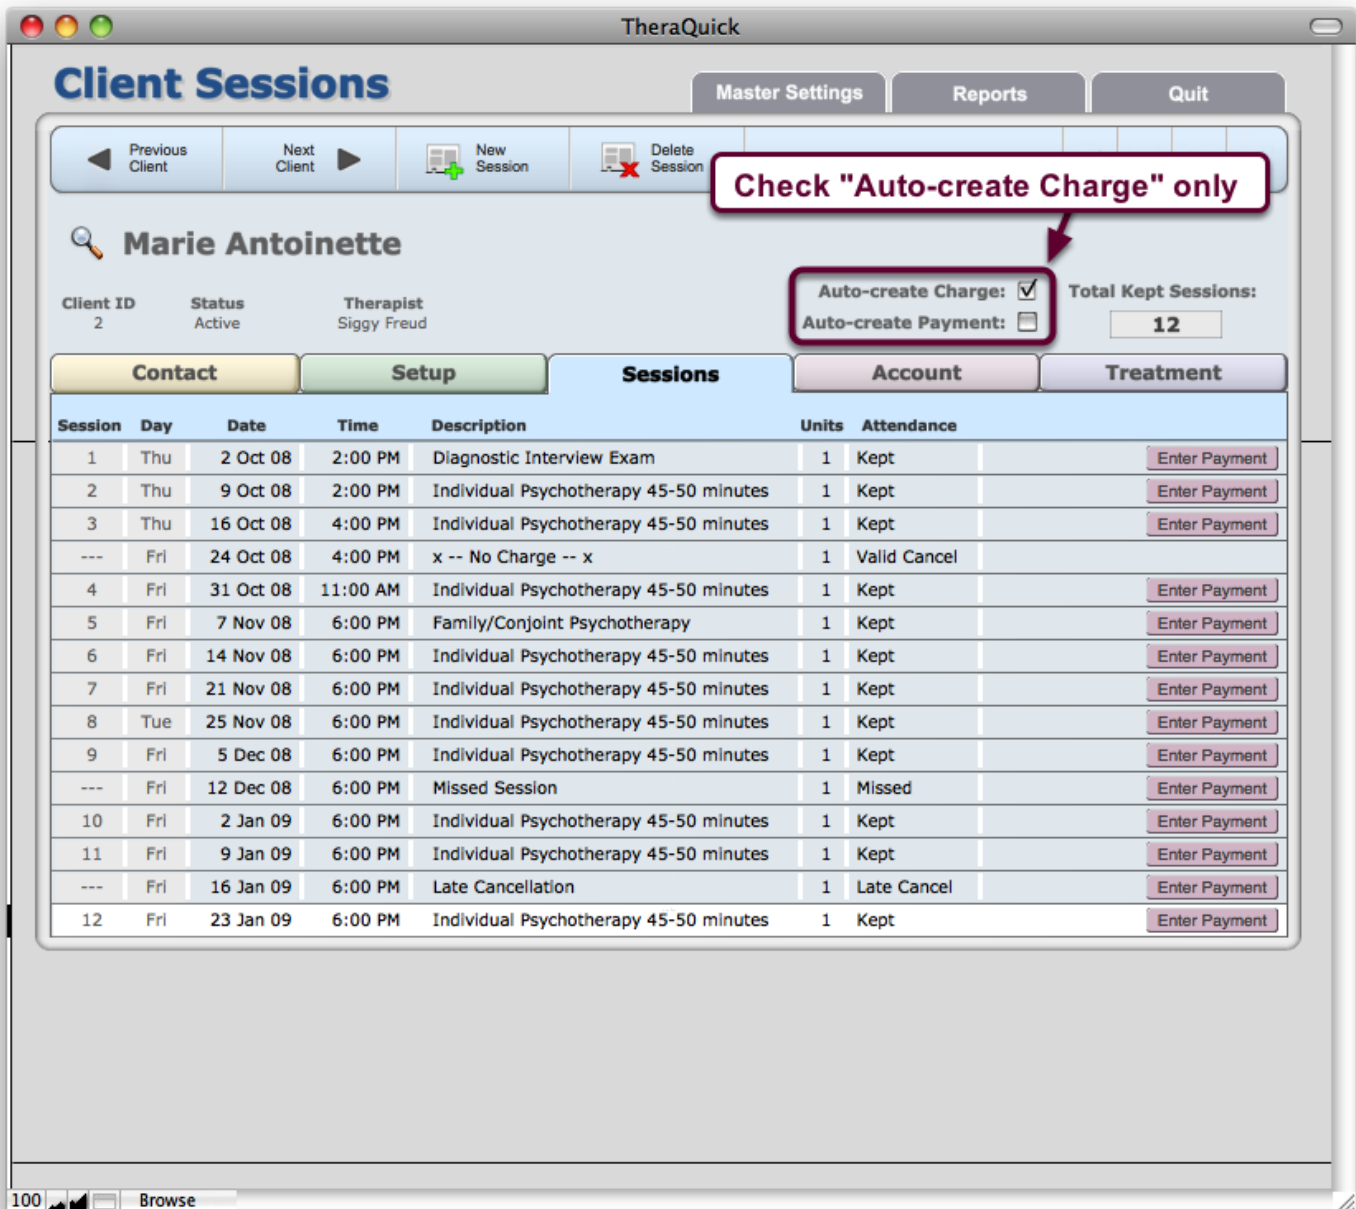 TheraQuick
Client Sessions
Master Settings
Reports
Quit
Previous
Client
Next
Client
New
Session
Delete
Session
Check "Auto-create Charge" only
Marie Antoinette
Client ID Status Therapist
2 Active Siggy Freud
Auto-create Charge:
Auto-create Payment:
Total Kept Sessions:
12
Contact Setup Sessions Account Treatment
Session Day Date Time Description Units Attendance
1 Thu 2 Oct 08 2:00 PM Diagnostic Interview Exam 1 Kept Enter Payment
2 Thu 9 Oct 08 2:00 PM Individual Psychotherapy 45-50 minutes 1 Kept Enter Payment
3 Thu 16 Oct 08 4:00 PM Individual Psychotherapy 45-50 minutes 1 Kept Enter Payment
--- Fri 24 Oct 08 4:00 PM x -- No Charge -- x 1 Valid Cancel
4 Fri 31 Oct 08 11:00 AM Individual Psychotherapy 45-50 minutes 1 Kept Enter Payment
5 Fri 7 Nov 08 6:00 PM Family/Conjoint Psychotherapy 1 Kept Enter Payment
6 Fri 14 Nov 08 6:00 PM Individual Psychotherapy 45-50 minutes 1 Kept Enter Payment
7 Fri 21 Nov 08 6:00 PM Individual Psychotherapy 45-50 minutes 1 Kept Enter Payment
8 Tue 25 Nov 08 6:00 PM Individual Psychotherapy 45-50 minutes 1 Kept Enter Payment
9 Fri 5 Dec 08 6:00 PM Individual Psychotherapy 45-50 minutes 1 Kept Enter Payment
--- Fri 12 Dec 08 6:00 PM Missed Session 1 Missed Enter Payment
10 Fri 2 Jan 09 6:00 PM Individual Psychotherapy 45-50 minutes 1 Kept Enter Payment
11 Fri 9 Jan 09 6:00 PM Individual Psychotherapy 45-50 minutes 1 Kept Enter Payment
--- Fri 16 Jan 09 6:00 PM Late Cancellation 1 Late Cancel Enter Payment
12 Fri 23 Jan 09 6:00 PM Individual Psychotherapy 45-50 minutes 1 Kept Enter Payment
100 Browse